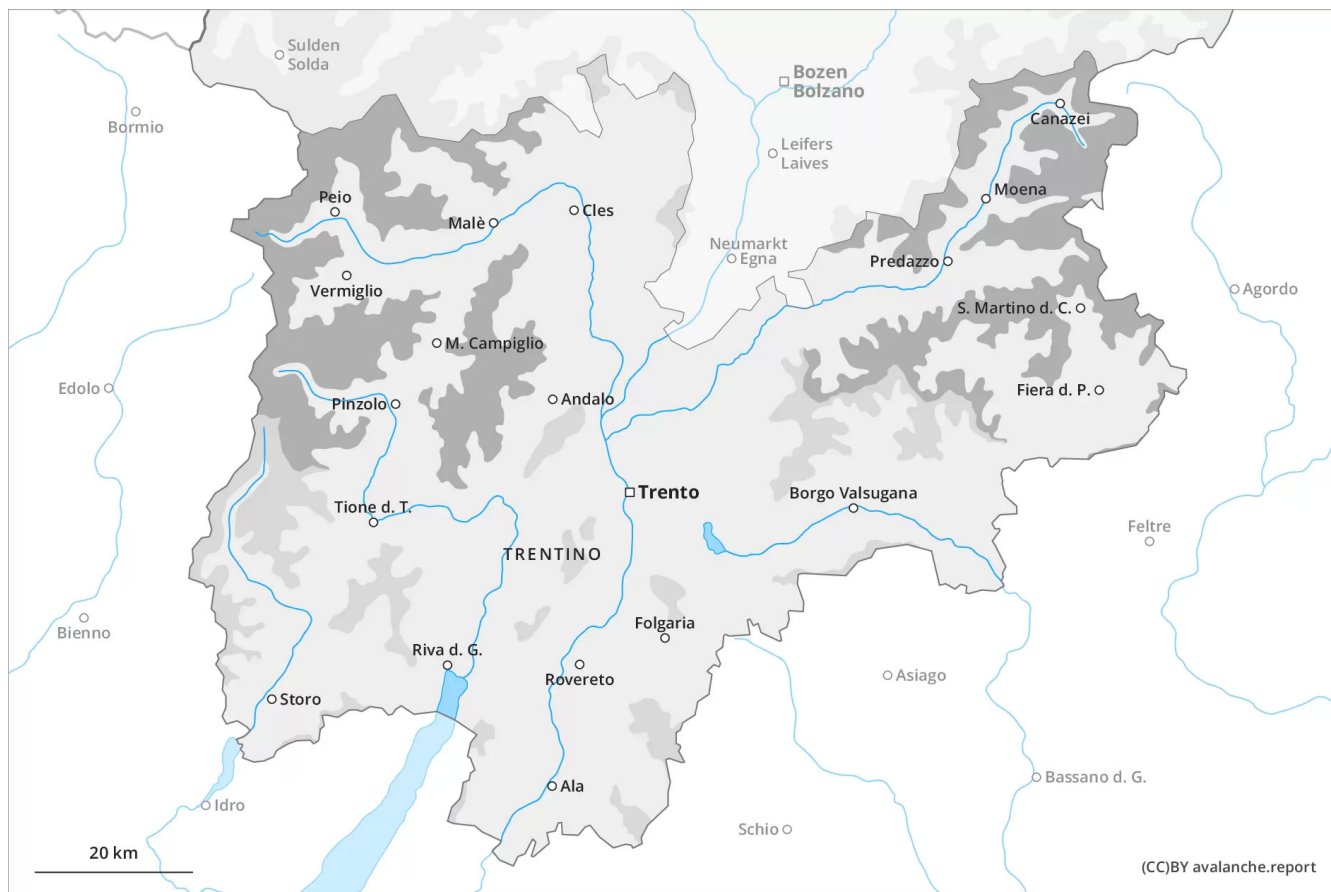 Sulden
Solda
Bozen
Bolzano
Canazei
Bormio
Leifers
Laives
Moena
Peio
Malè
Cles
Neumarkt
Egna
Predazzo
Vermiglio
Agordo
S. Martino d. C.
M. Campiglio
Edolo
Pinzolo
Andalo
Fiera d. P.
Trento
Borgo Valsugana
Tione d. T.
Feltre
TRENTINO
Bienno
Folgaria
Riva d. G.
Rovereto
Asiago
Storo
Bassano d. G.
Ala
Idro
Schio
20 km
(CC)BY avalanche.report